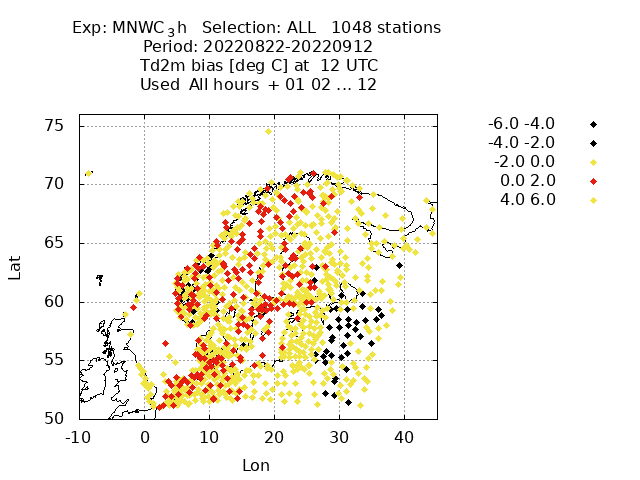 Exp: MNWC_3h Selection: ALL 1048 stations
Period: 20220822-20220912
Td2m bias [deg C] at 12 UTC
Used All hours + 01 02 ... 12
-6.0 -4.0
-4.0 -2.0
-2.0 0.0
0.0 2.0
4.0 6.0
75
70
65
60
55
50
Lat
-10 0 10 20 30 40
Lon